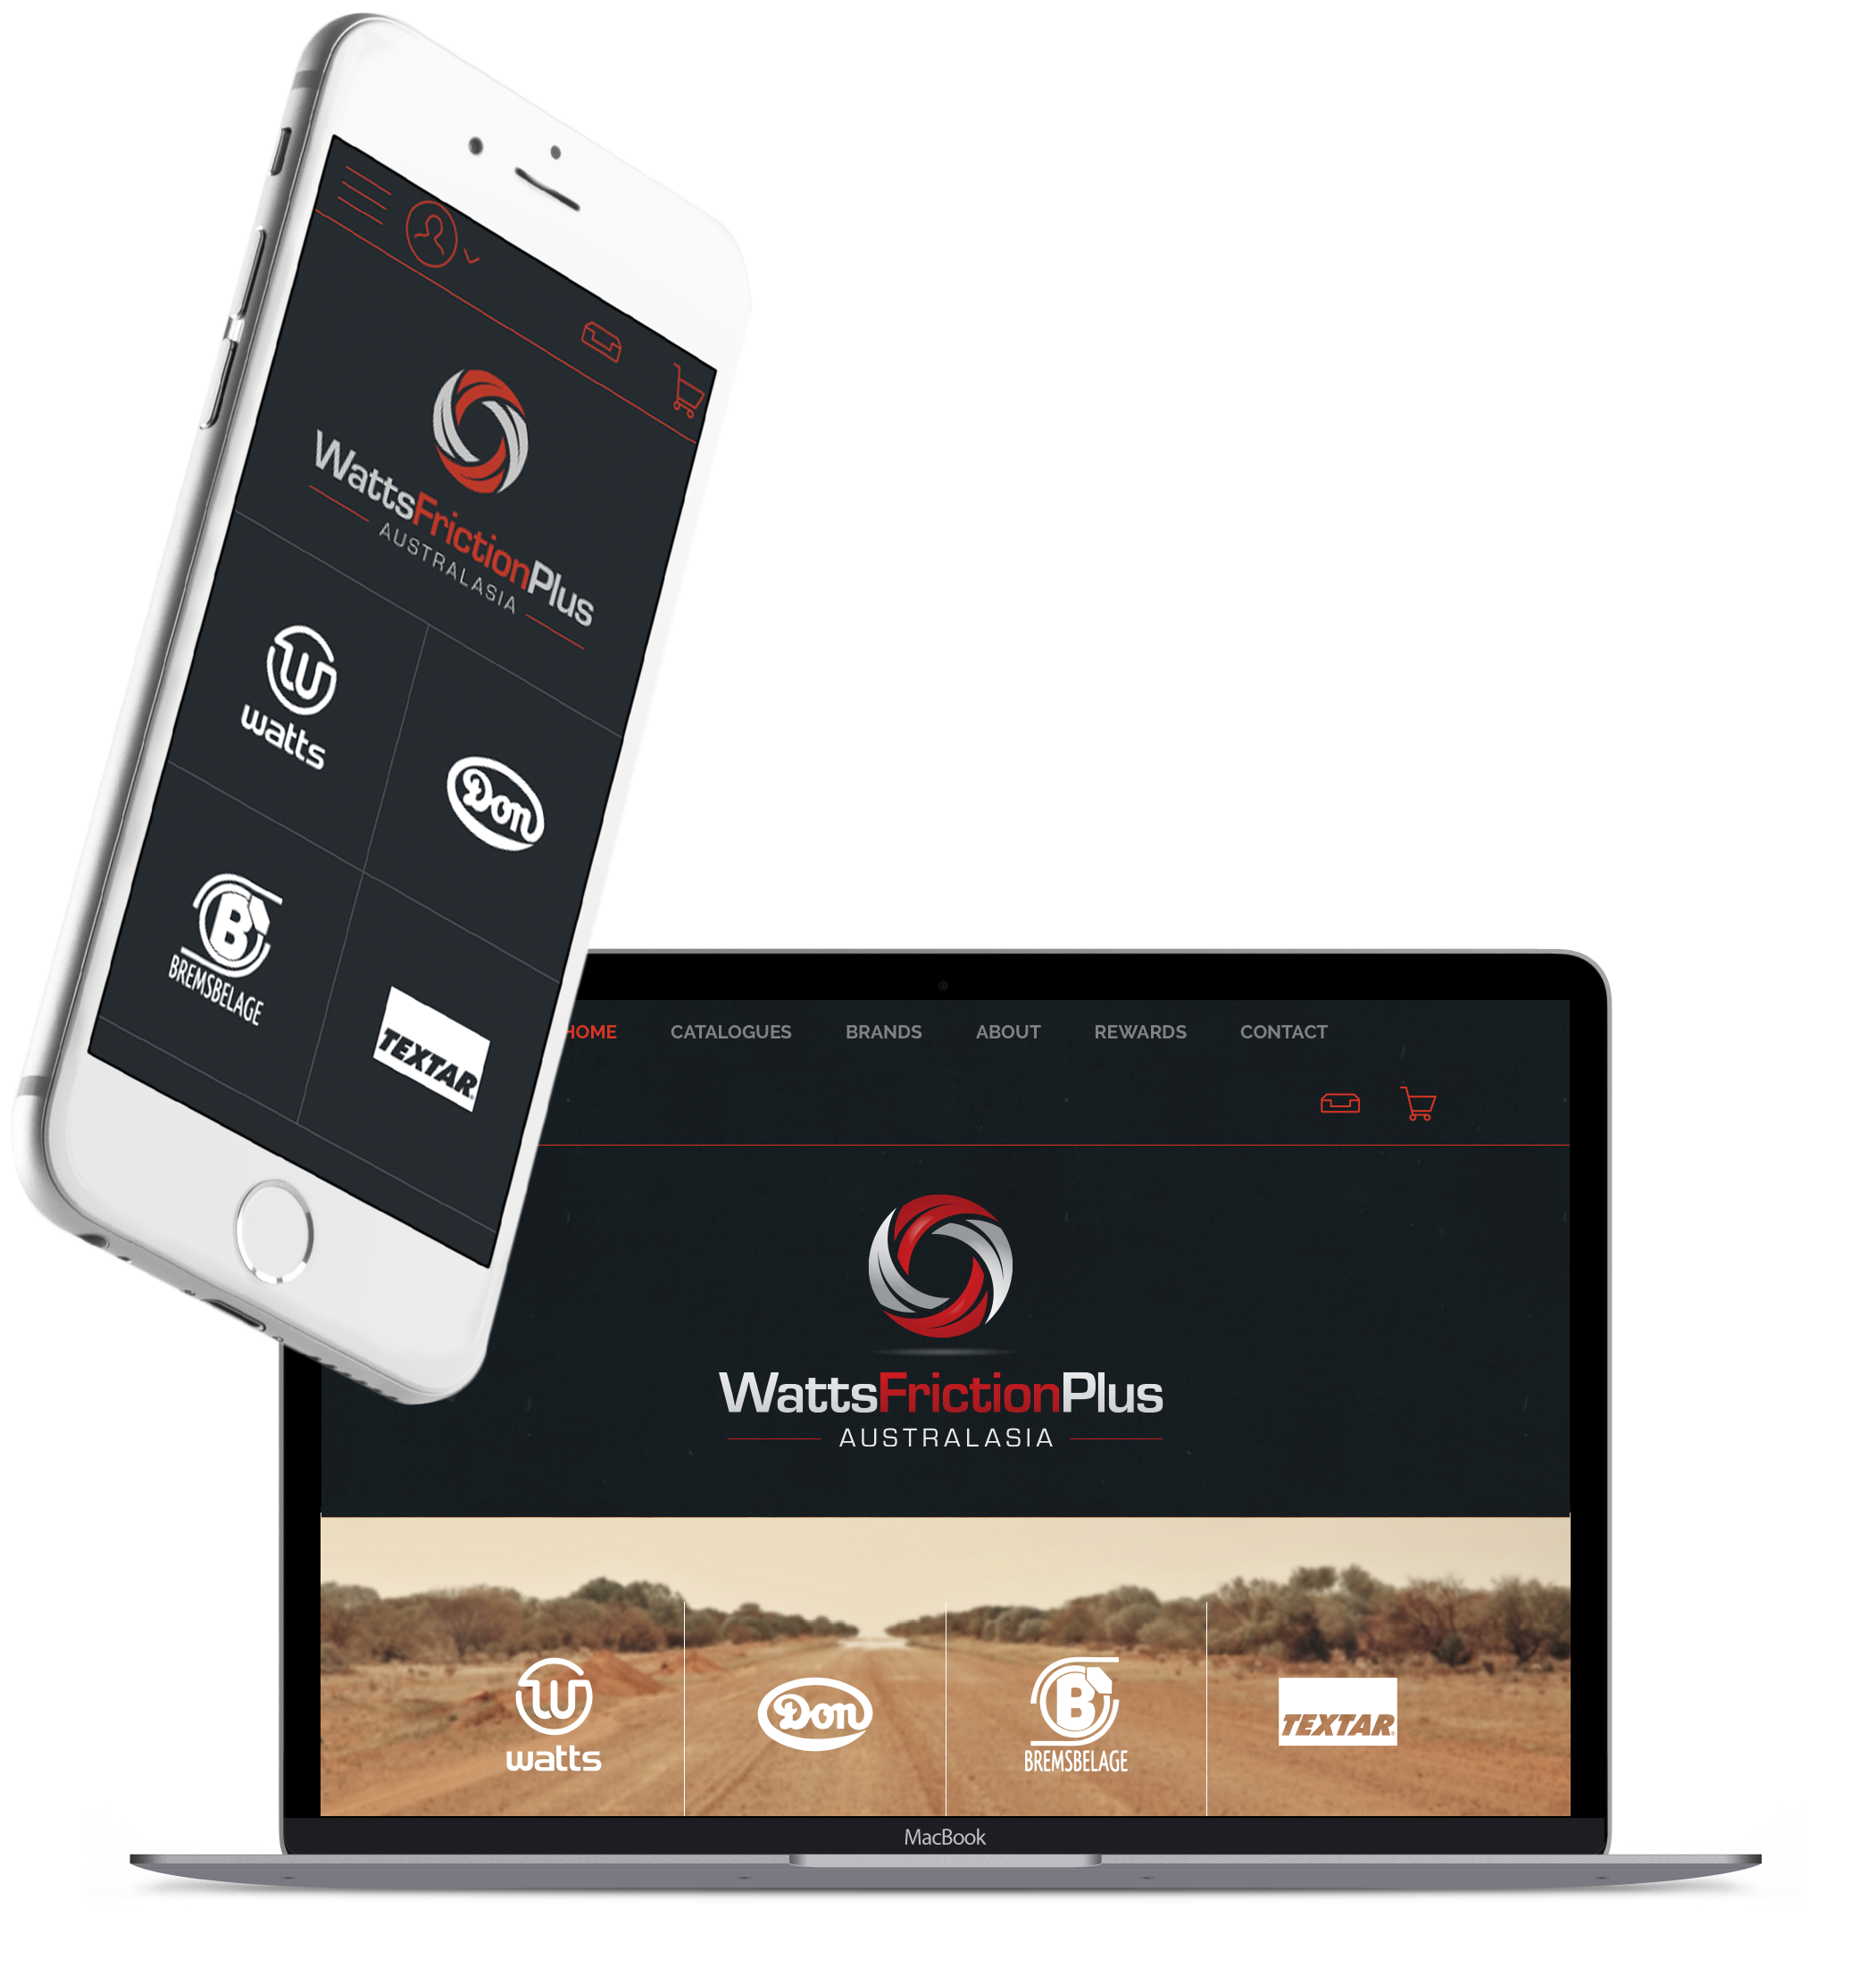 WattsFrictionPlus
AUSTRALASIA
watts
Don
B
BREMSBELAGE
TEXTAR
HOME CATALOGUES BRANDS ABOUT REWARDS CONTACT
WattsFrictionPlus
AUSTRALASIA
watts
Don
B
BREMSBELAGE
TEXTAR
MacBook